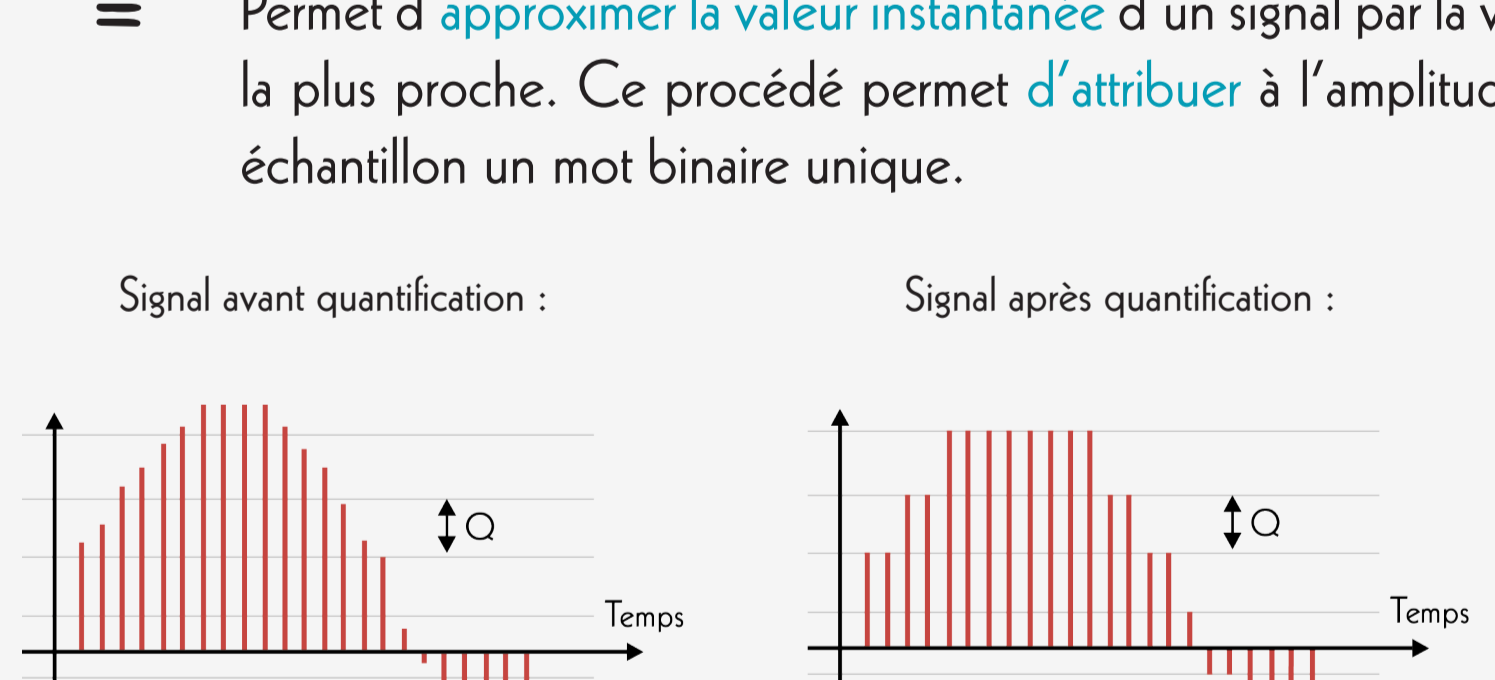 = Permet d'approximer la valeur instantanée d'un signal par la
la plus proche. Ce procédé permet d'attribuer à l'amplitud
échantillon un mot binaire unique.
Signal avant quantification :
Signal après quantification :
Q
Q
Temps
Temps